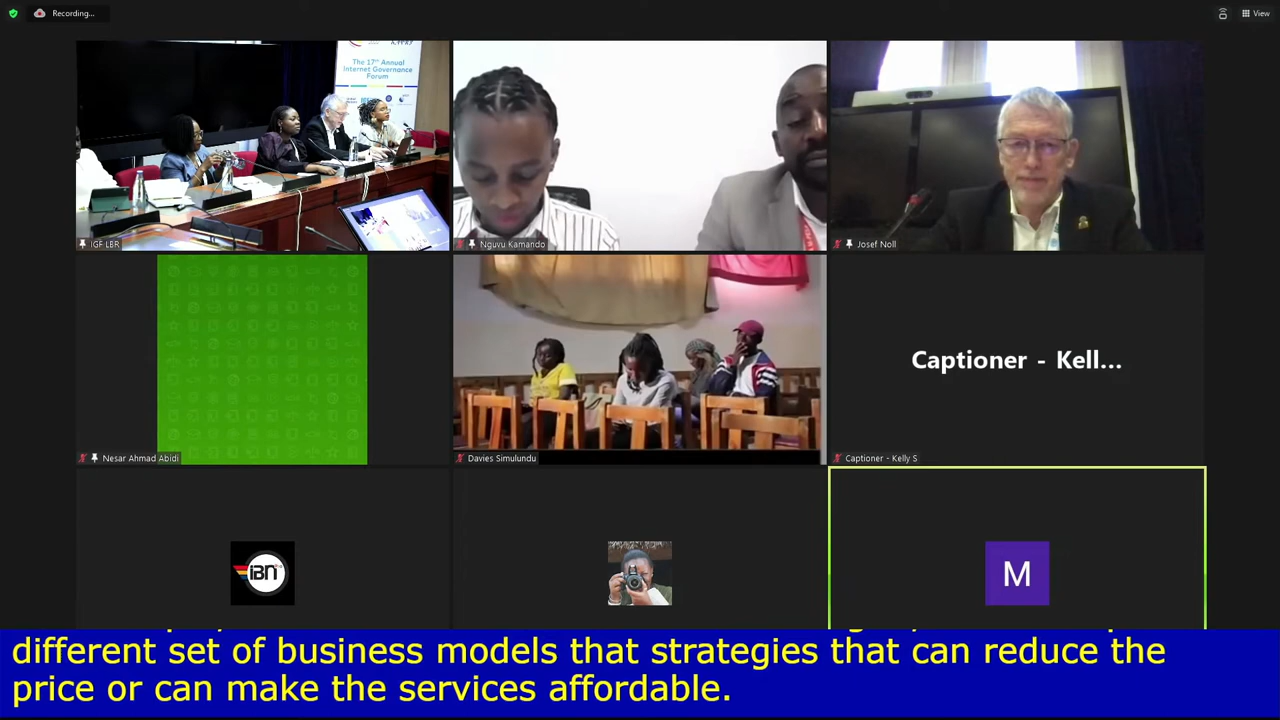 Recording...
View
The 17th Annual
Internet Governance
Forum
IGF LBR
Nguvu Kamando
Josef Noll
Nesar Ahmad Abidi
Davies Simulundu
Captioner - Kell...
Captioner - Kelly S
iBN
M
different set of business models that strategies that can reduce the
price or can make the services affordable.